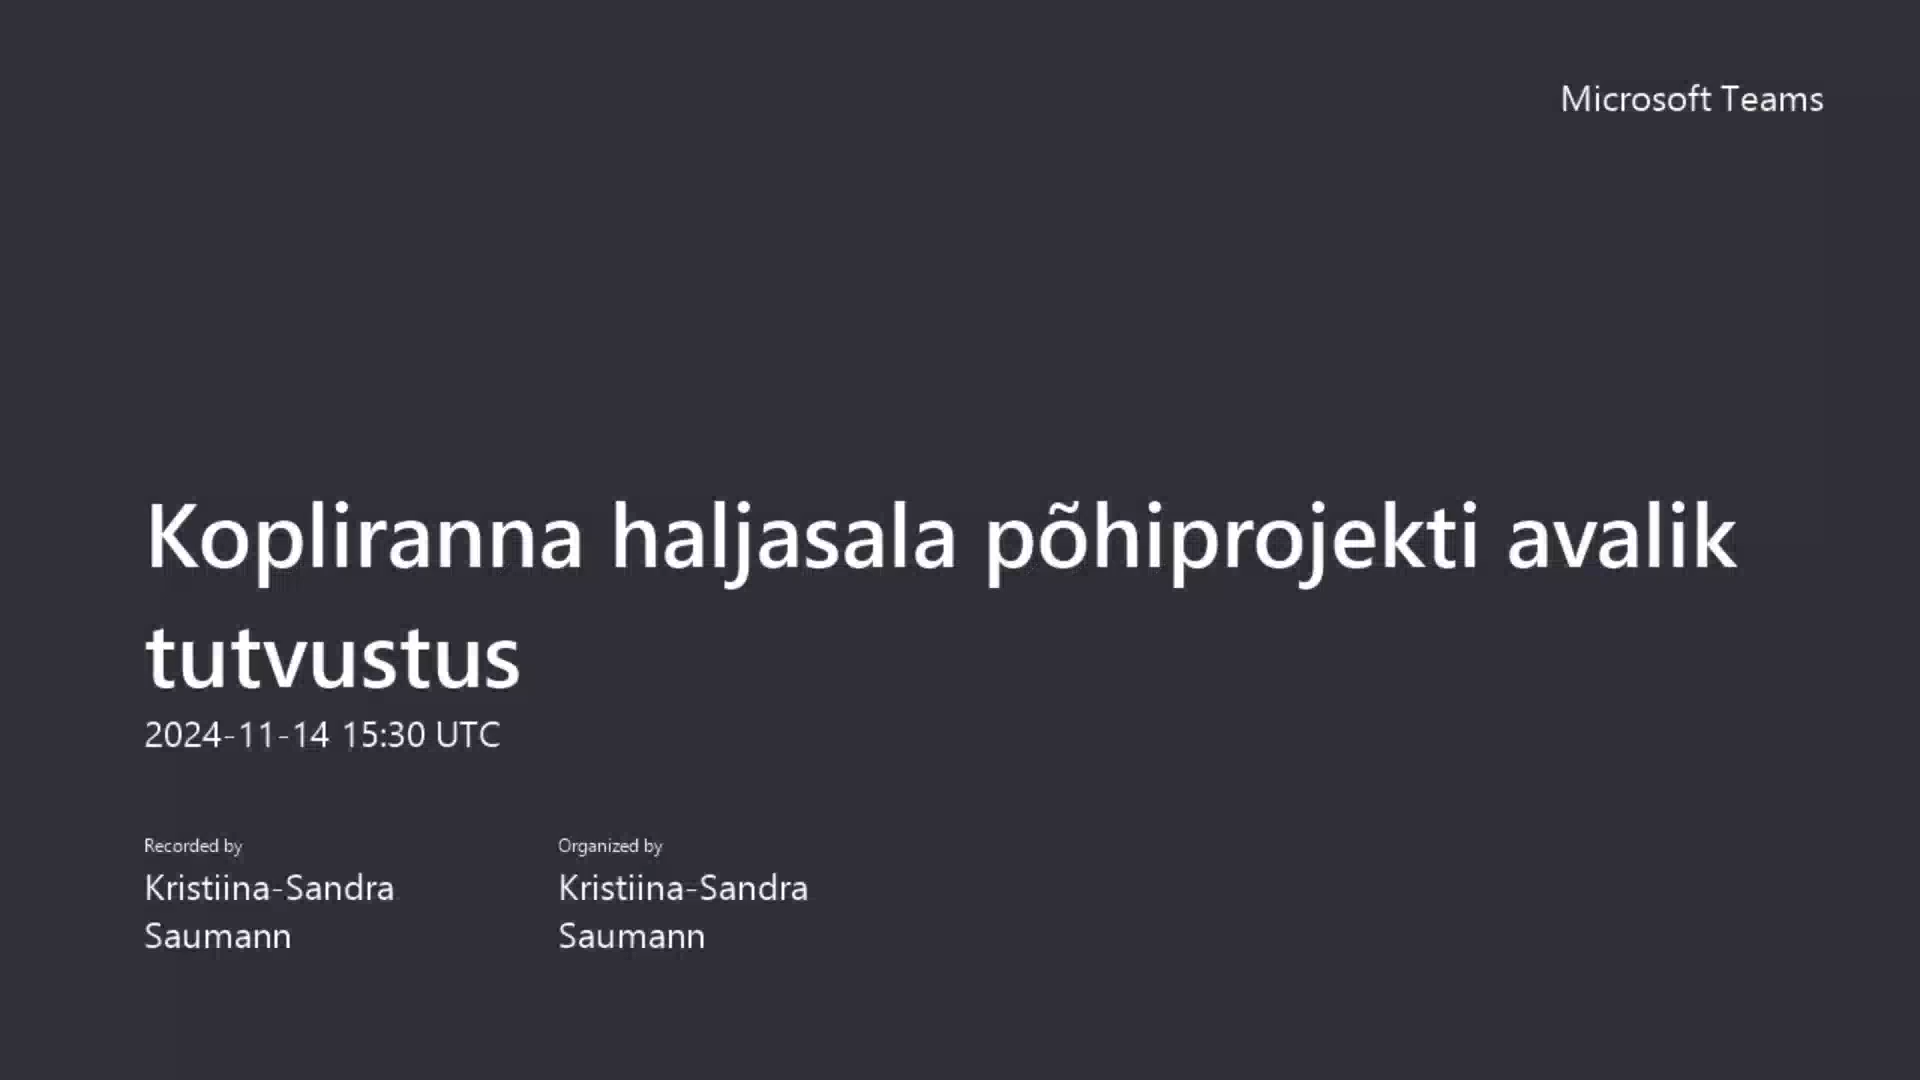 Microsoft Teams
Kopliranna haljasala põhiprojekti avalik
tutvustus
2024-11-14 15:30 UTC
Recorded by
Kristiina-Sandra
Saumann
Organized by
Kristiina-Sandra
Saumann